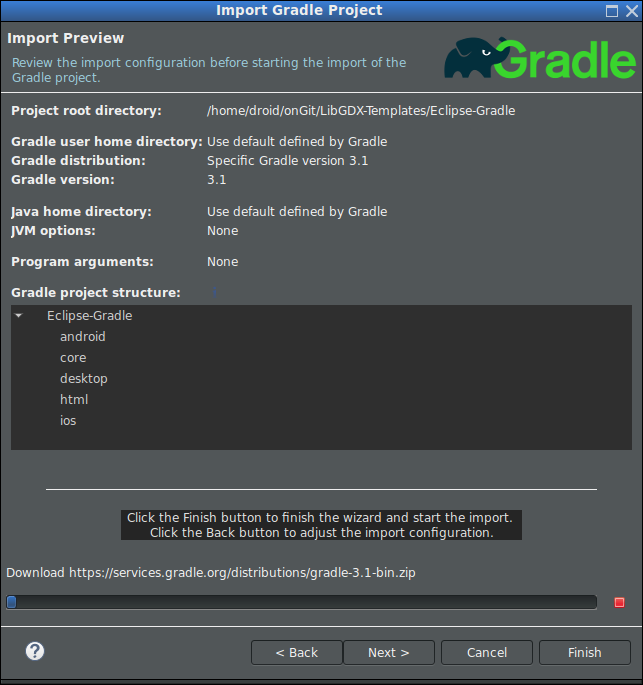 Import Gradle Project
Import Preview
Review the import configuration before starting the import of the
Gradle project.
Gradle
Project root directory: /home/droid/onGit/LibGDX-Templates/Eclipse-Gradle
Gradle user home directory: Use default defined by Gradle
Gradle distribution: Specific Gradle version 3.1
Gradle version: 3.1
Java home directory: Use default defined by Gradle
JVM options: None
Program arguments: None
Gradle project structure:
Eclipse-Gradle
android
core
desktop
html
ios
Click the Finish button to finish the wizard and start the import.
Click the Back button to adjust the import configuration.
Download https://services.gradle.org/distributions/gradle-3.1-bin.zip
? < Back Next > Cancel Finish